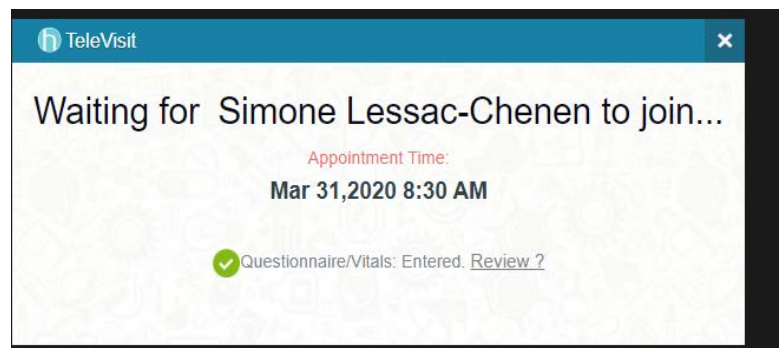 TeleVisit
Waiting for Simone Lessac-Chenen to join...
Appointment Time:
Mar 31,2020 8:30 AM
Questionnaire/Vitals: Entered. Review ?